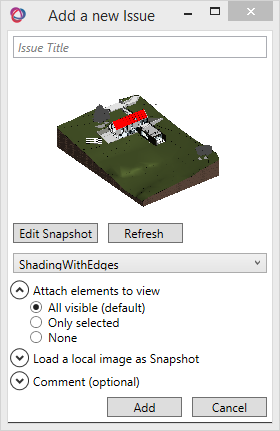 Add a new Issue
Issue Title
Edit Snapshot Refresh
ShadingWithEdges
Attach elements to view
All visible (default)
Only selected
None
Load a local image as Snapshot
Comment (optional)
Add Cancel